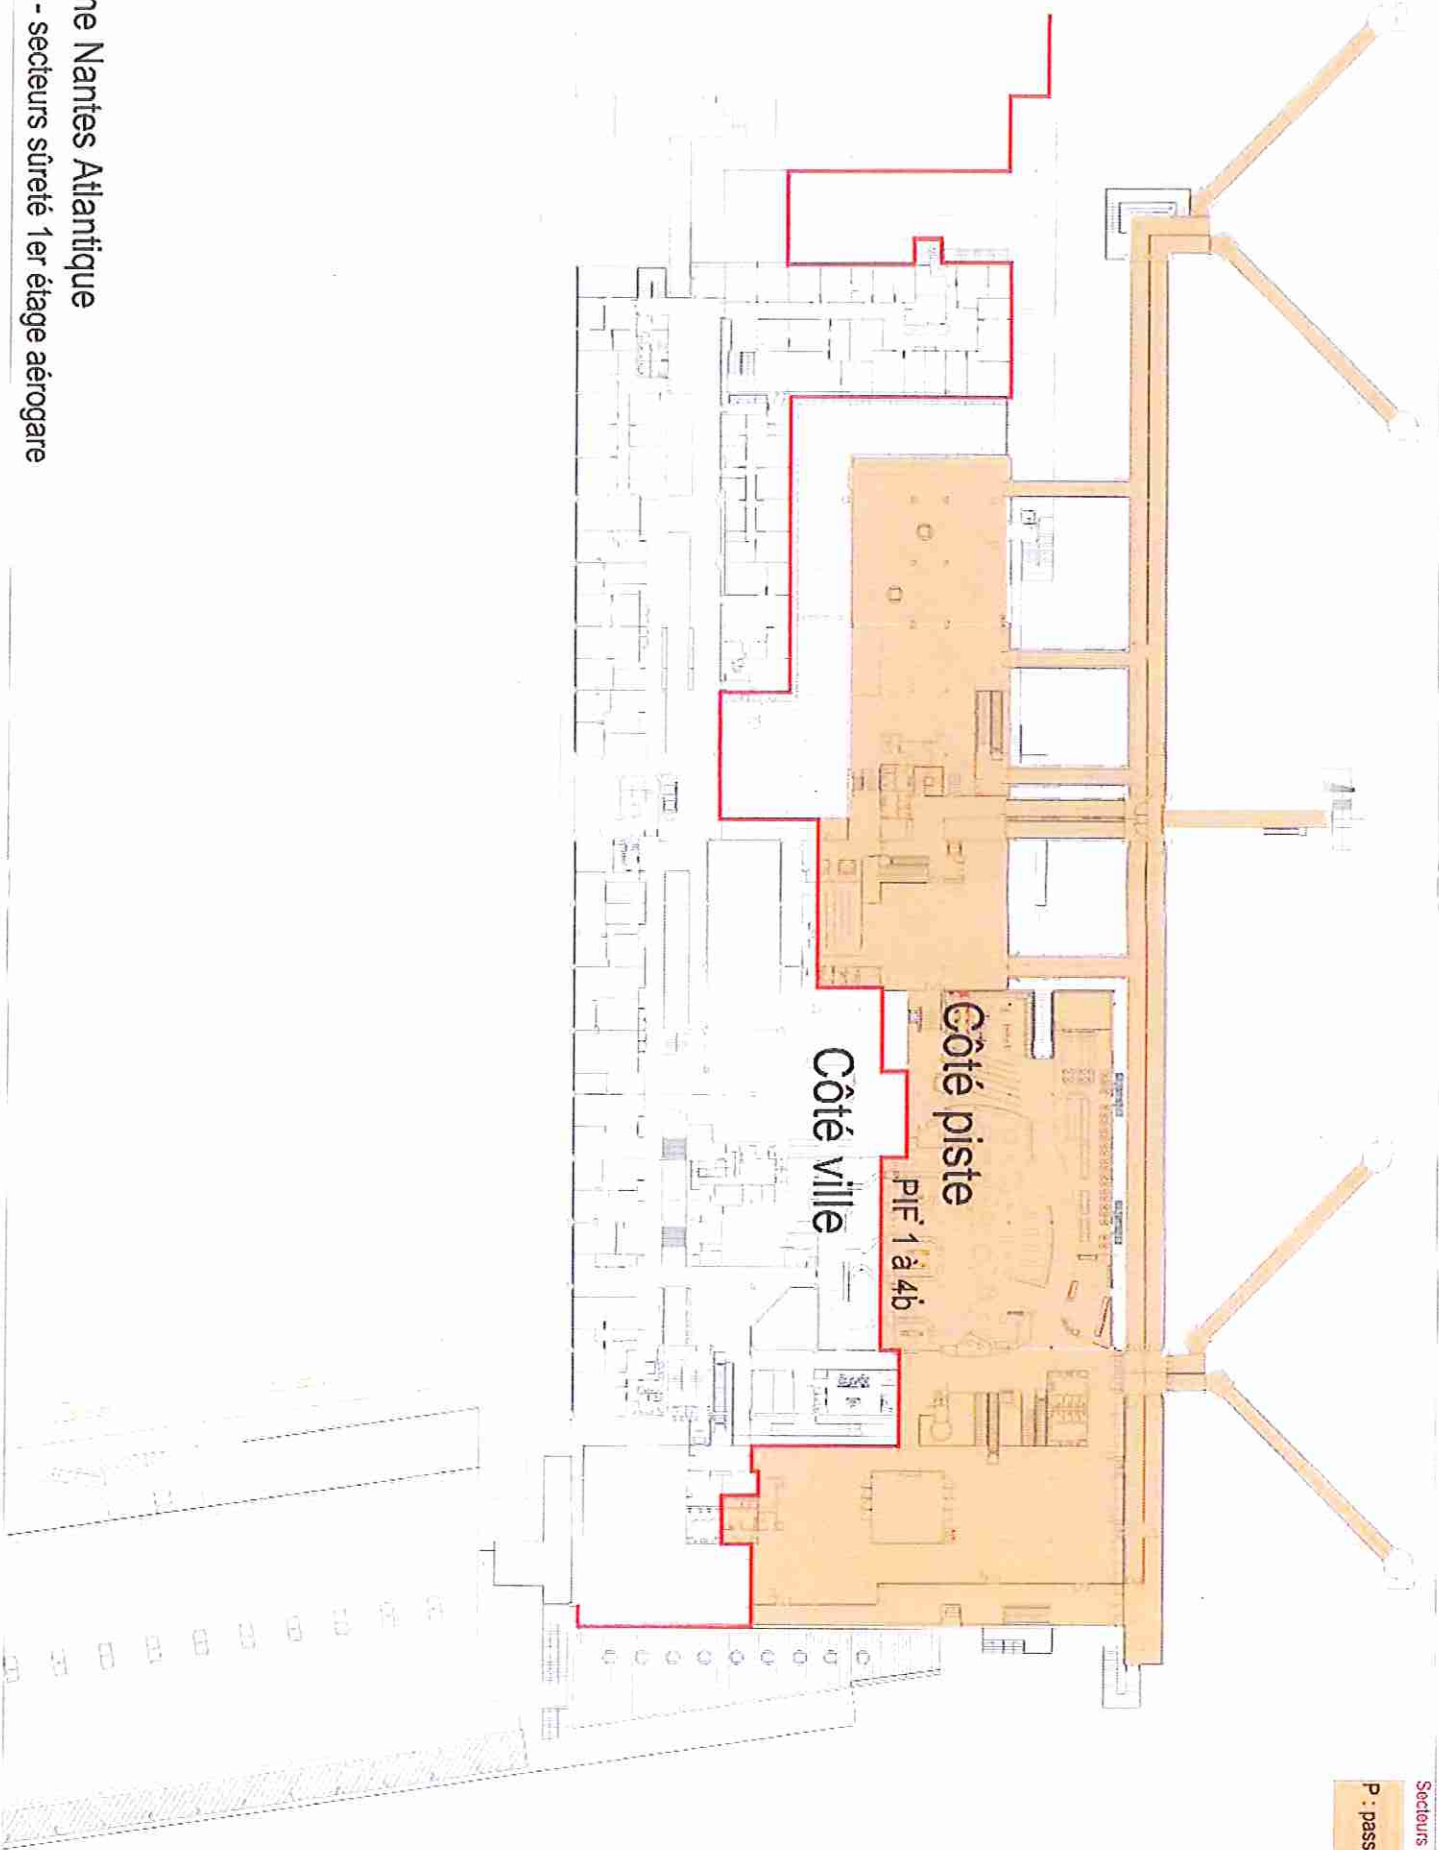 ne Nantes Atlantique
- secteurs sûreté 1er étage aérogare
Côté piste
PIF 1 à 4b
Côté ville
Secteurs
P : pass